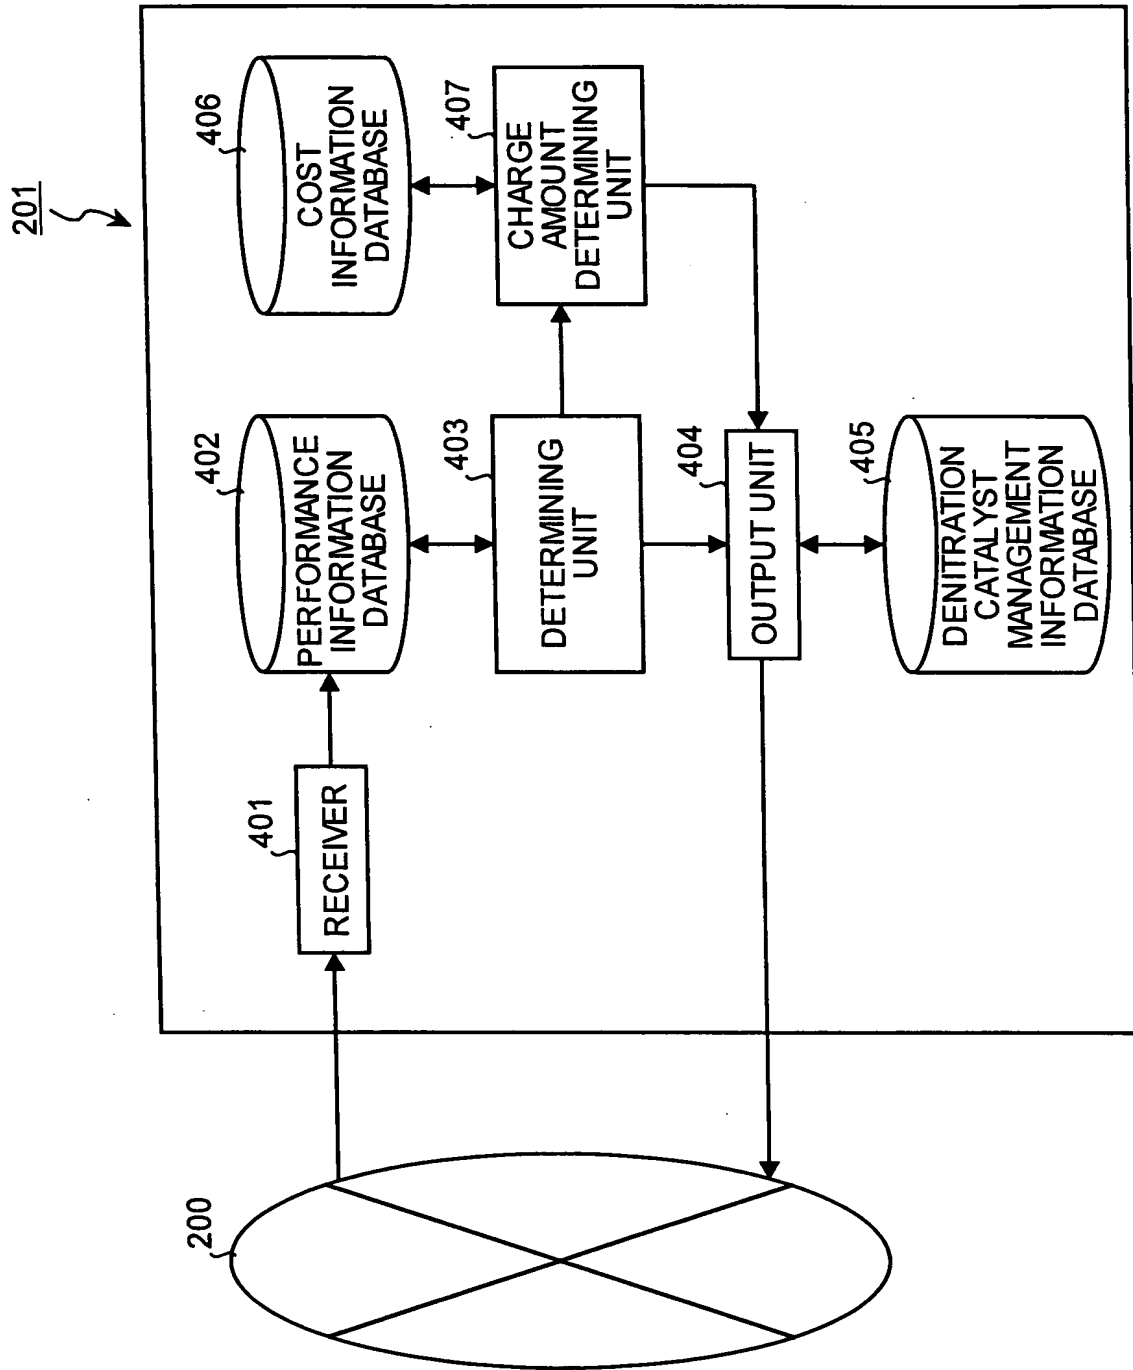 201
200
401
RECEIVER
402
PERFORMANCE
INFORMATION
DATABASE
403
DETERMINING
UNIT
404
OUTPUT UNIT
405
DENITRATION
CATALYST
MANAGEMENT
INFORMATION
DATABASE
406
COST
INFORMATION
DATABASE
407
CHARGE
AMOUNT
DETERMINING
UNIT